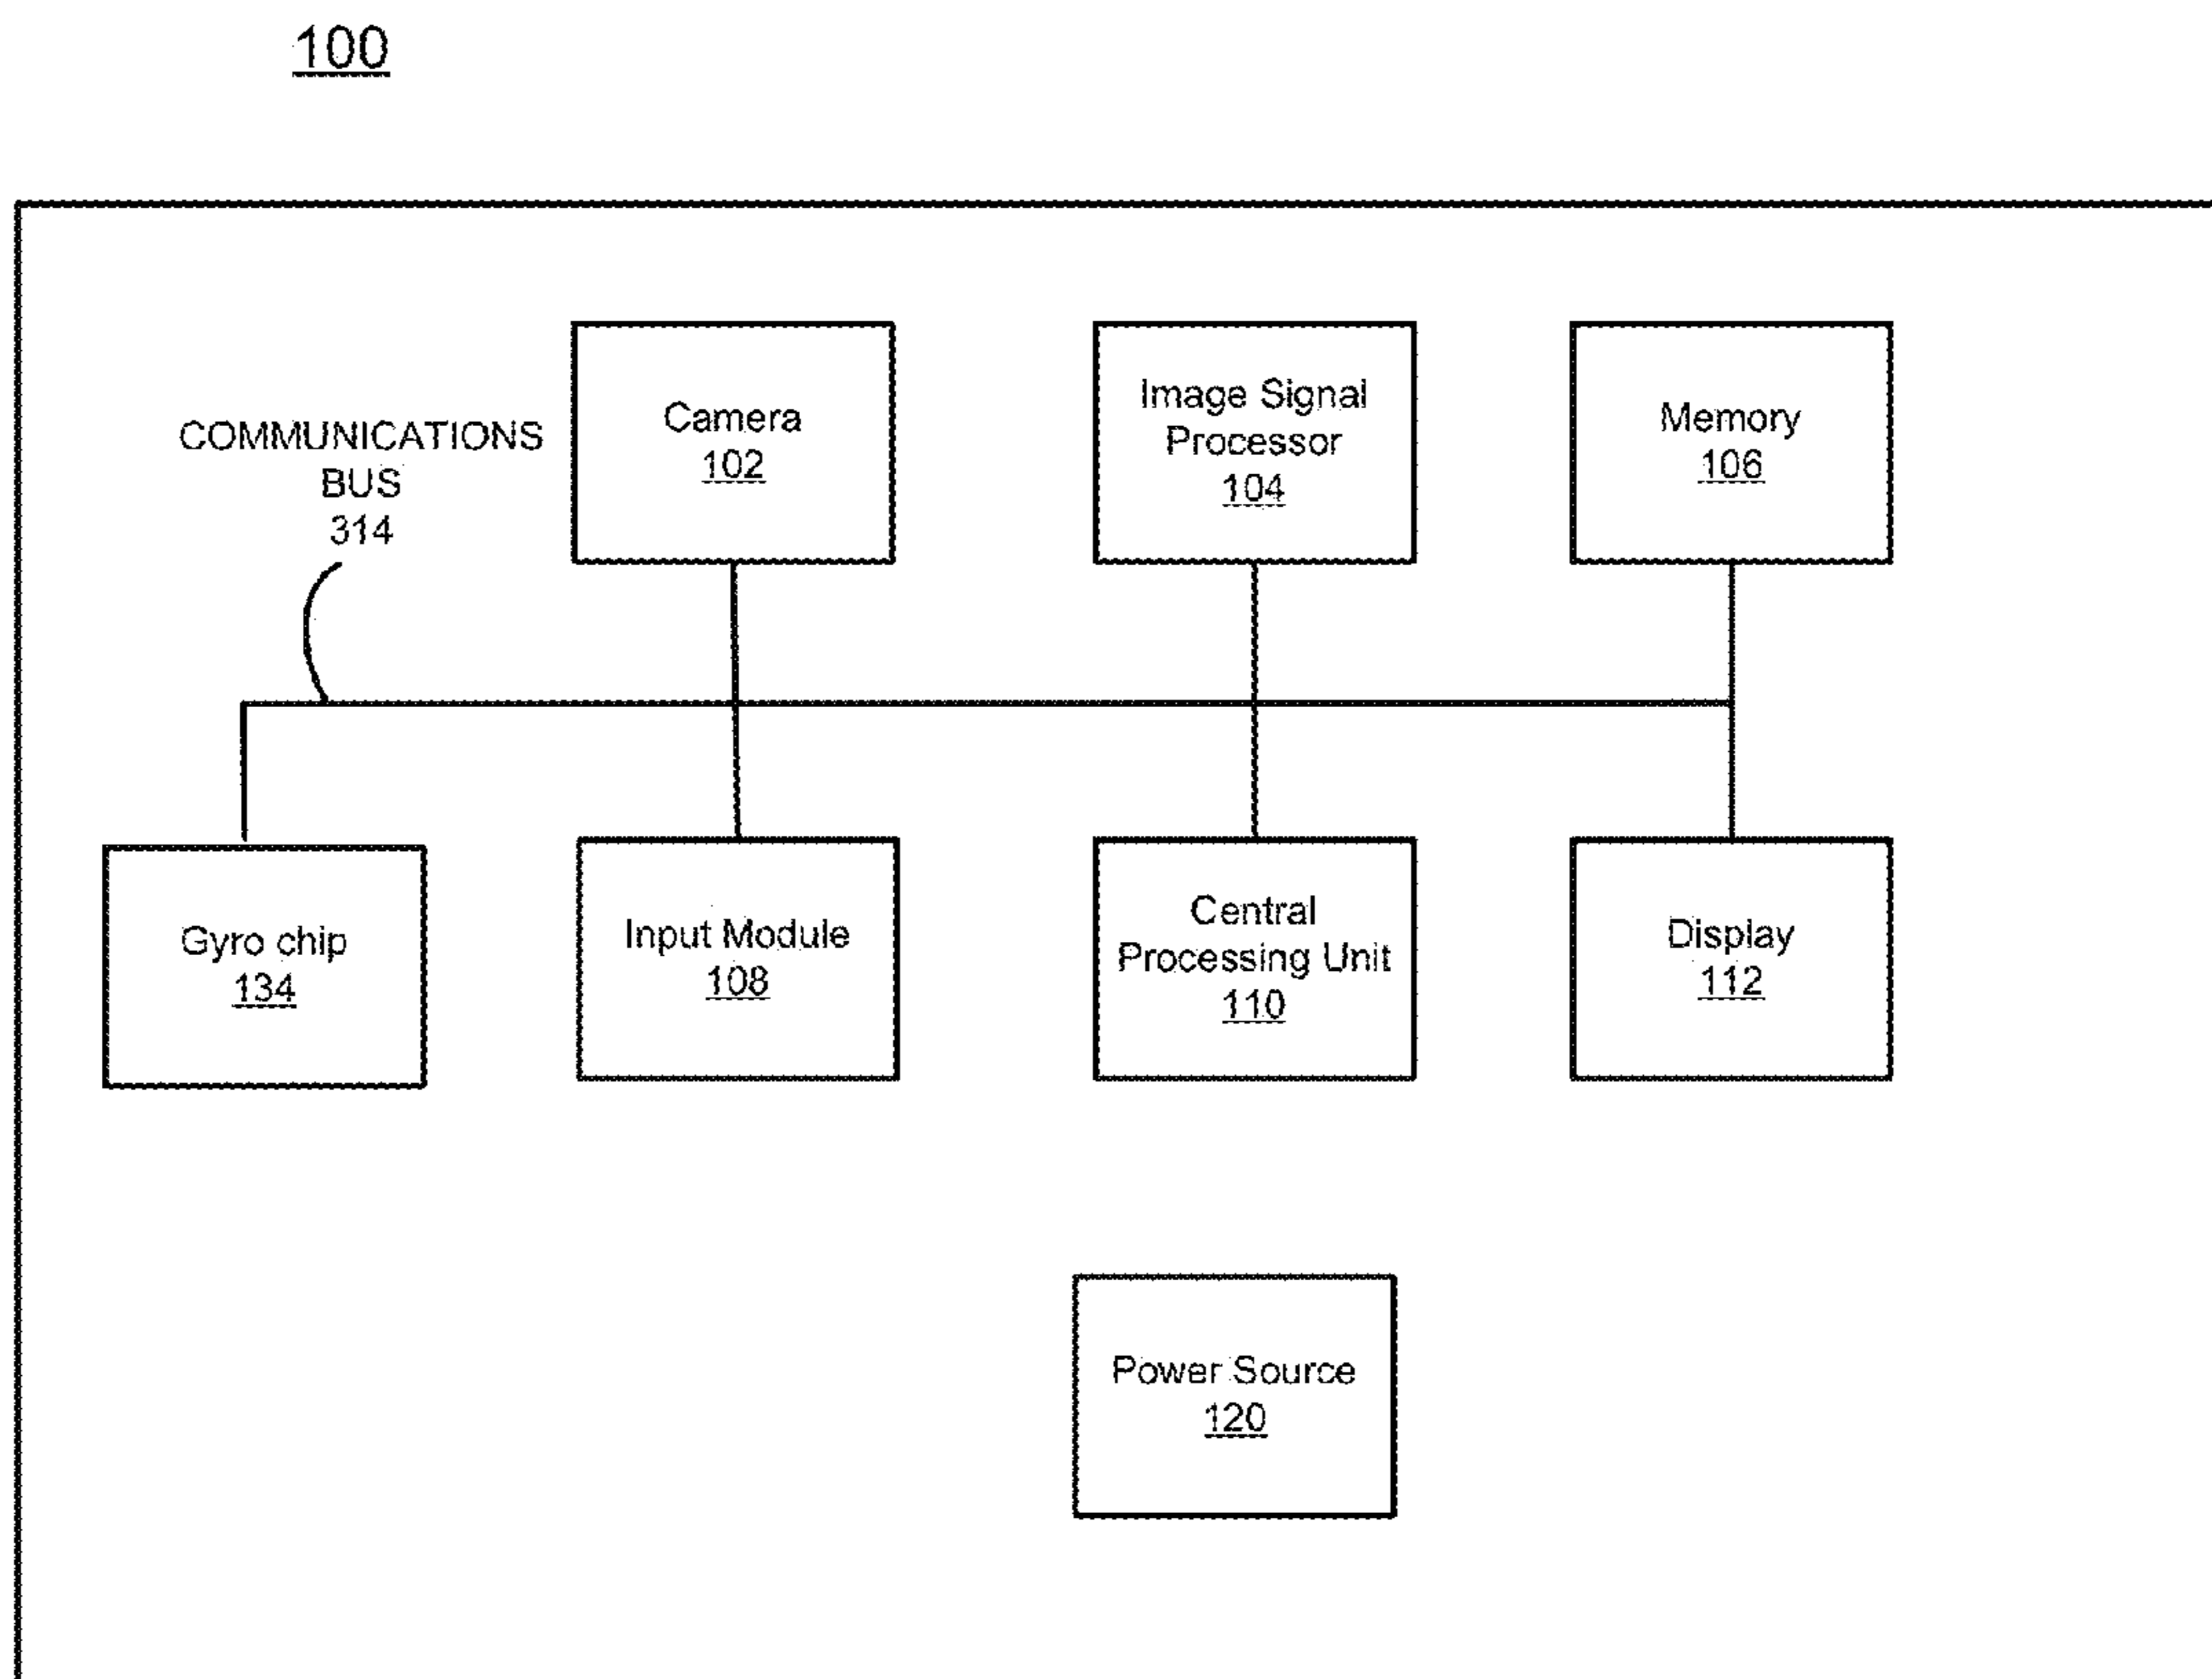 100
COMMUNICATIONS
BUS
314
Camera
102
Image Signal
Processor
104
Memory
106
Gyro chip
134
Input Module
108
Central
Processing Unit
110
Display
112
Power Source
120